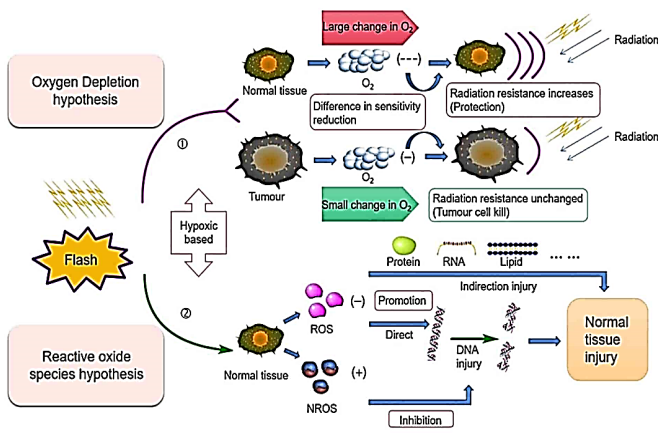 Large change in O2
Oxygen Depletion
hypothesis
Normal tissue
O2
(---)
Radiation
Difference in sensitivity
reduction
Radiation resistance increases
(Protection)
①
Tumour
O2
(-)
Radiation
Small change in O2
Radiation resistance unchanged
(Tumour cell kill)
Hypoxic
based
Flash
Protein
RNA
Lipid
... ...
Indirection injury
②
ROS
(−)
Promotion
Direct
Normal tissue
DNA
injury
Normal
tissue
injury
Reactive oxide
species hypothesis
NROS
(+)
Inhibition